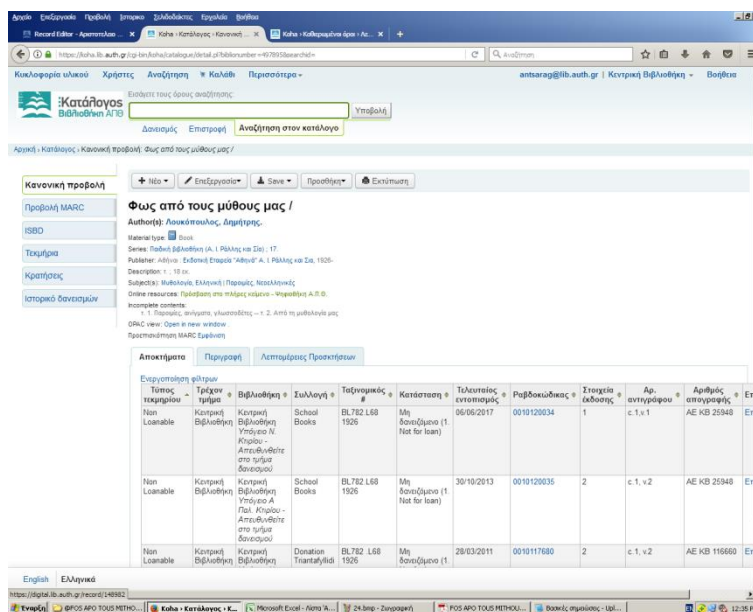 Αρχείο Επεξεργασία Προβολή Ιστορικο Σελιδοδείκτες Εργαλεία Βοήθεια
Record Editor - Αριστοτέλειο ... Koha › Κατάλογος › Κανονική ... Koha › Καθιερωμένοι όροι › Λε...
https://koha.lib.auth.gr/cgi-bin/koha/catalogue/detail.pl?biblionumber=497895&searchid= Αναζήτηση
Κυκλοφορία υλικού Χρήστες Αναζήτηση Καλάθι Περισσότερα antsarag@lib.auth.gr | Κεντρική Βιβλιοθήκη Βοήθεια
Εισάγετε τους όρους αναζήτησης:
Κατάλογος
Βιβλιοθήκη ΑΠΘ
Υποβολή
Δανεισμός Επιστροφή Αναζήτηση στον κατάλογο
Αρχική › Κατάλογος › Κανονική προβολή: Φως από τους μύθους μας /
Κανονική προβολή
Προβολή MARC
ISBD
Τεκμήρια
Κρατήσεις
Ιστορικό δανεισμών
Νέο Επεξεργασία Save Προσθήκη Εκτύπωση
Φως από τους μύθους μας /
Author(s): Λουκόπουλος, Δημήτρης.
Material type: Book
Series: Παιδική βιβλιοθήκη (Α. Ι. Ράλλης και Σία) ; 17.
Publisher: Αθήναι : Εκδοτική Εταιρεία "Αθηνά" Α. Ι. Ράλλης και Σία, 1926-
Description: τ. ; 18 εκ.
Subject(s): Μυθολογία, Ελληνική | Παροιμίες, Νεοελληνικές
Online resources: Πρόσβαση στο πλήρες κείμενο - Ψηφιοθήκη Α.Π.Θ.
Incomplete contents:
τ. 1. Παροιμίες, αινίγματα, γλωσσοδέτες -- τ. 2. Από τη μυθολογία μας
OPAC view: Open in new window.
Προεπισκόπηση MARC Εμφάνιση
Αποκτήματα Περιγραφή Λεπτομέρειες Προσκτήσεων
Ενεργοποίηση φίλτρων
Τύπος τεκμηρίου Τρέχον τμήμα Βιβλιοθήκη Συλλογή Ταξινομικός # Κατάσταση Τελευταίος εντοπισμός Ραβδοκώδικας Στοιχεία έκδοσης Αρ. αντιγράφου Αριθμός απογραφής Επ
Non Loanable Κεντρική Βιβλιοθήκη Κεντρική Βιβλιοθήκη Υπόγειο Ν. Κτιρίου - Απευθυνθείτε στο τμήμα δανεισμού School Books BL782.L68 1926 Μη δανειζόμενο (1. Not for loan) 06/06/2017 0010120034 1 c.1,v.1 ΑΕ ΚΒ 25948 Επ
Non Loanable Κεντρική Βιβλιοθήκη Κεντρική Βιβλιοθήκη Υπόγειο Α Παλ. Κτιρίου - Απευθυνθείτε στο τμήμα δανεισμού School Books BL782.L68 1926 Μη δανειζόμενο (1. Not for loan) 30/10/2013 0010120035 2 c.1, v.2 ΑΕ ΚΒ 25948 Επ
Non Loanable Κεντρική Βιβλιοθήκη Κεντρική Βιβλιοθήκη Donation Triantafyllidi BL782 .L68 1926 Μη δανειζόμενο (1. 28/03/2011 0010117680 2 c.1, v.2 ΑΕ ΚΒ 116660 Επ
English Ελληνικά
https://digital.lib.auth.gr/record/148982
Έναρξη @FOS APO TOUS MITHO... Koha › Κατάλογος › Κ... Microsoft Excel - Λίστα 'Α... 24.bmp - Ζωγραφική FOS APO TOUS MITHOU... Βασικές σημειώσεις - Upl... 12:35